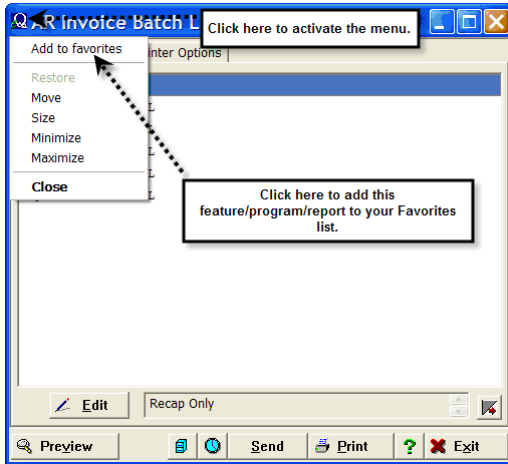 AR Invoice Batch L
Click here to activate the menu.
Add to favorites
inter Options
Restore
Move
L
Size
Minimize
L
Maximize
L
Close
L
Click here to add this
feature/program/report to your Favorites
list.
Edit
Recap Only
Preview
Send
Print
?
Exit